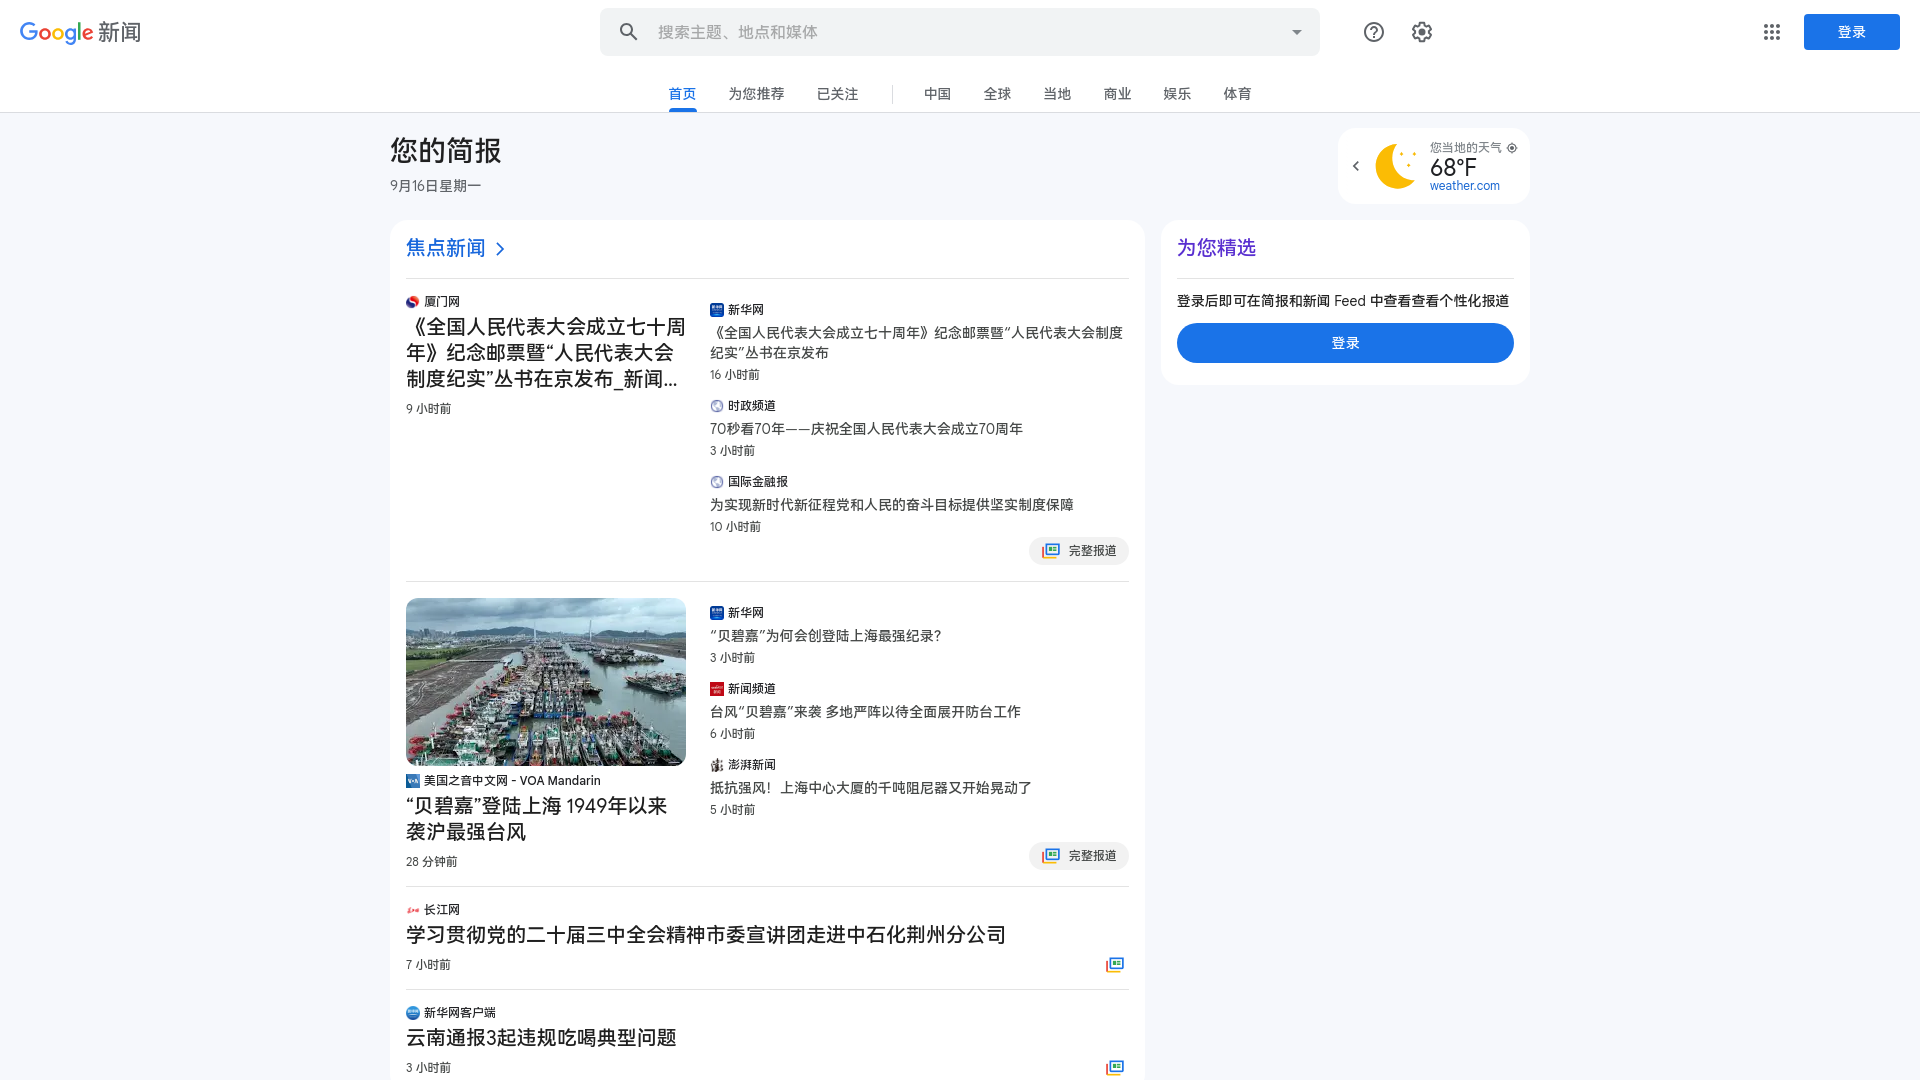 Google 新闻
搜索主题、地点和媒体
登录
首页
为您推荐
已关注
中国
全球
当地
商业
娱乐
体育
您的简报
9月16日星期一
您当地的天气
68°F
weather.com
焦点新闻
厦门网
《全国人民代表大会成立七十周
年》纪念邮票暨“人民代表大会
制度纪实”丛书在京发布_新闻...
9 小时前
新华网
《全国人民代表大会成立七十周年》纪念邮票暨“人民代表大会制度
纪实”丛书在京发布
16 小时前
时政频道
70秒看70年——庆祝全国人民代表大会成立70周年
3 小时前
国际金融报
为实现新时代新征程党和人民的奋斗目标提供坚实制度保障
10 小时前
完整报道
美国之音中文网 - VOA Mandarin
“贝碧嘉”登陆上海 1949年以来
袭沪最强台风
28 分钟前
新华网
“贝碧嘉”为何会创登陆上海最强纪录？
3 小时前
新闻频道
台风“贝碧嘉”来袭 多地严阵以待全面展开防台工作
6 小时前
澎湃新闻
抵抗强风！上海中心大厦的千吨阻尼器又开始晃动了
5 小时前
完整报道
长江网
学习贯彻党的二十届三中全会精神市委宣讲团走进中石化荆州分公司
7 小时前
新华网客户端
云南通报3起违规吃喝典型问题
3 小时前
为您精选
登录后即可在简报和新闻 Feed 中查看查看个性化报道
登录